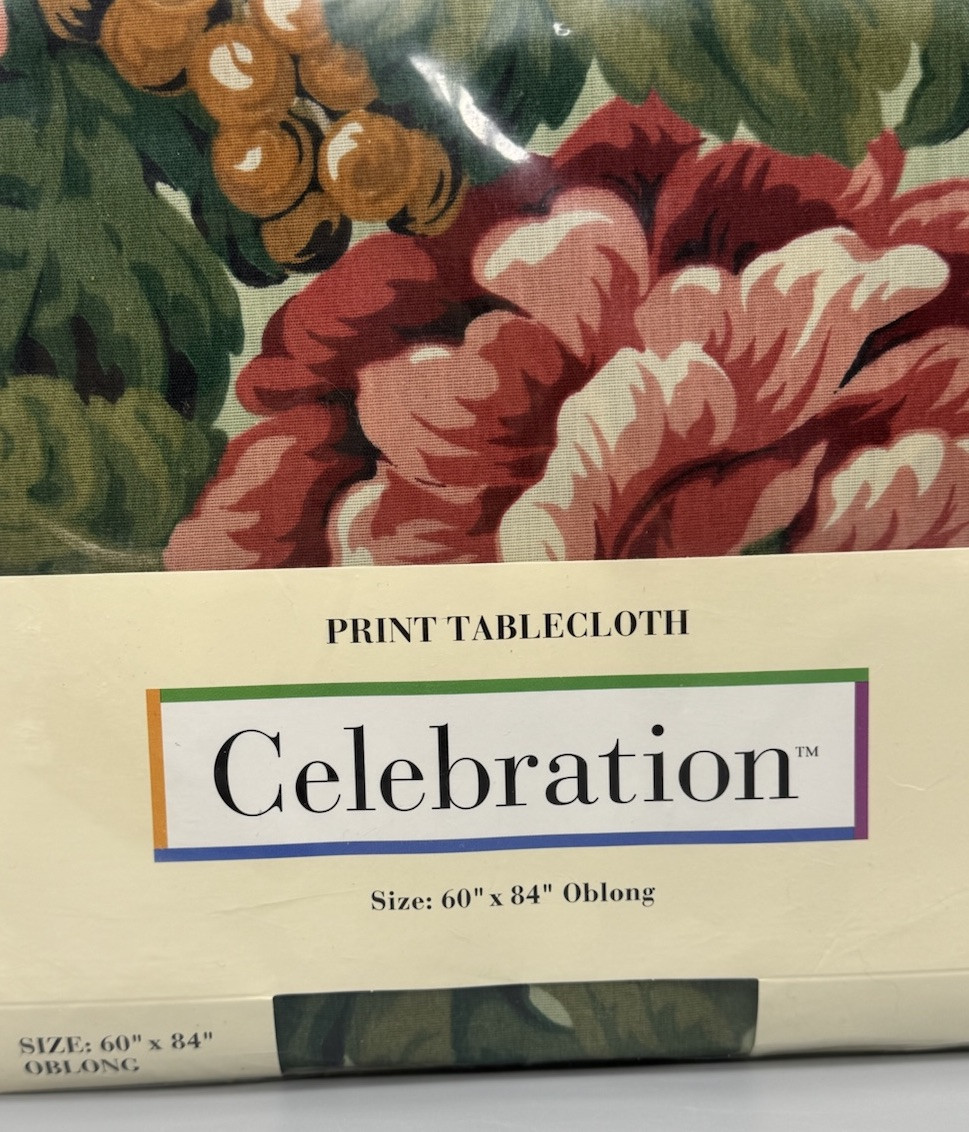 PRINT TABLECLOTH
Celebration™
Size: 60" x 84" Oblong
SIZE: 60" x 84"
OBLONG